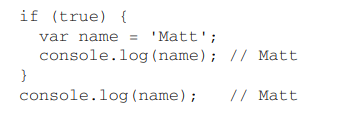 if (true) {
  var name = 'Matt';
  console.log(name); // Matt
}
console.log(name);   // Matt